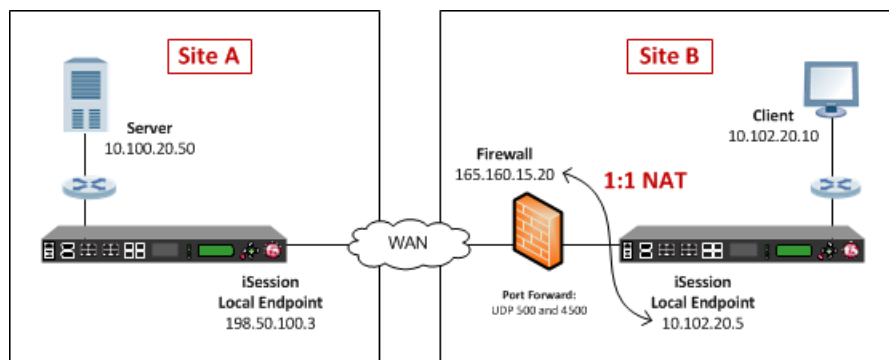 Site A
Server
10.100.20.50
iSession
Local Endpoint
198.50.100.3
WAN
Site B
Client
10.102.20.10
Firewall
165.160.15.20
1:1 NAT
Port Forward:
UDP 500 and 4500
iSession
Local Endpoint
10.102.20.5